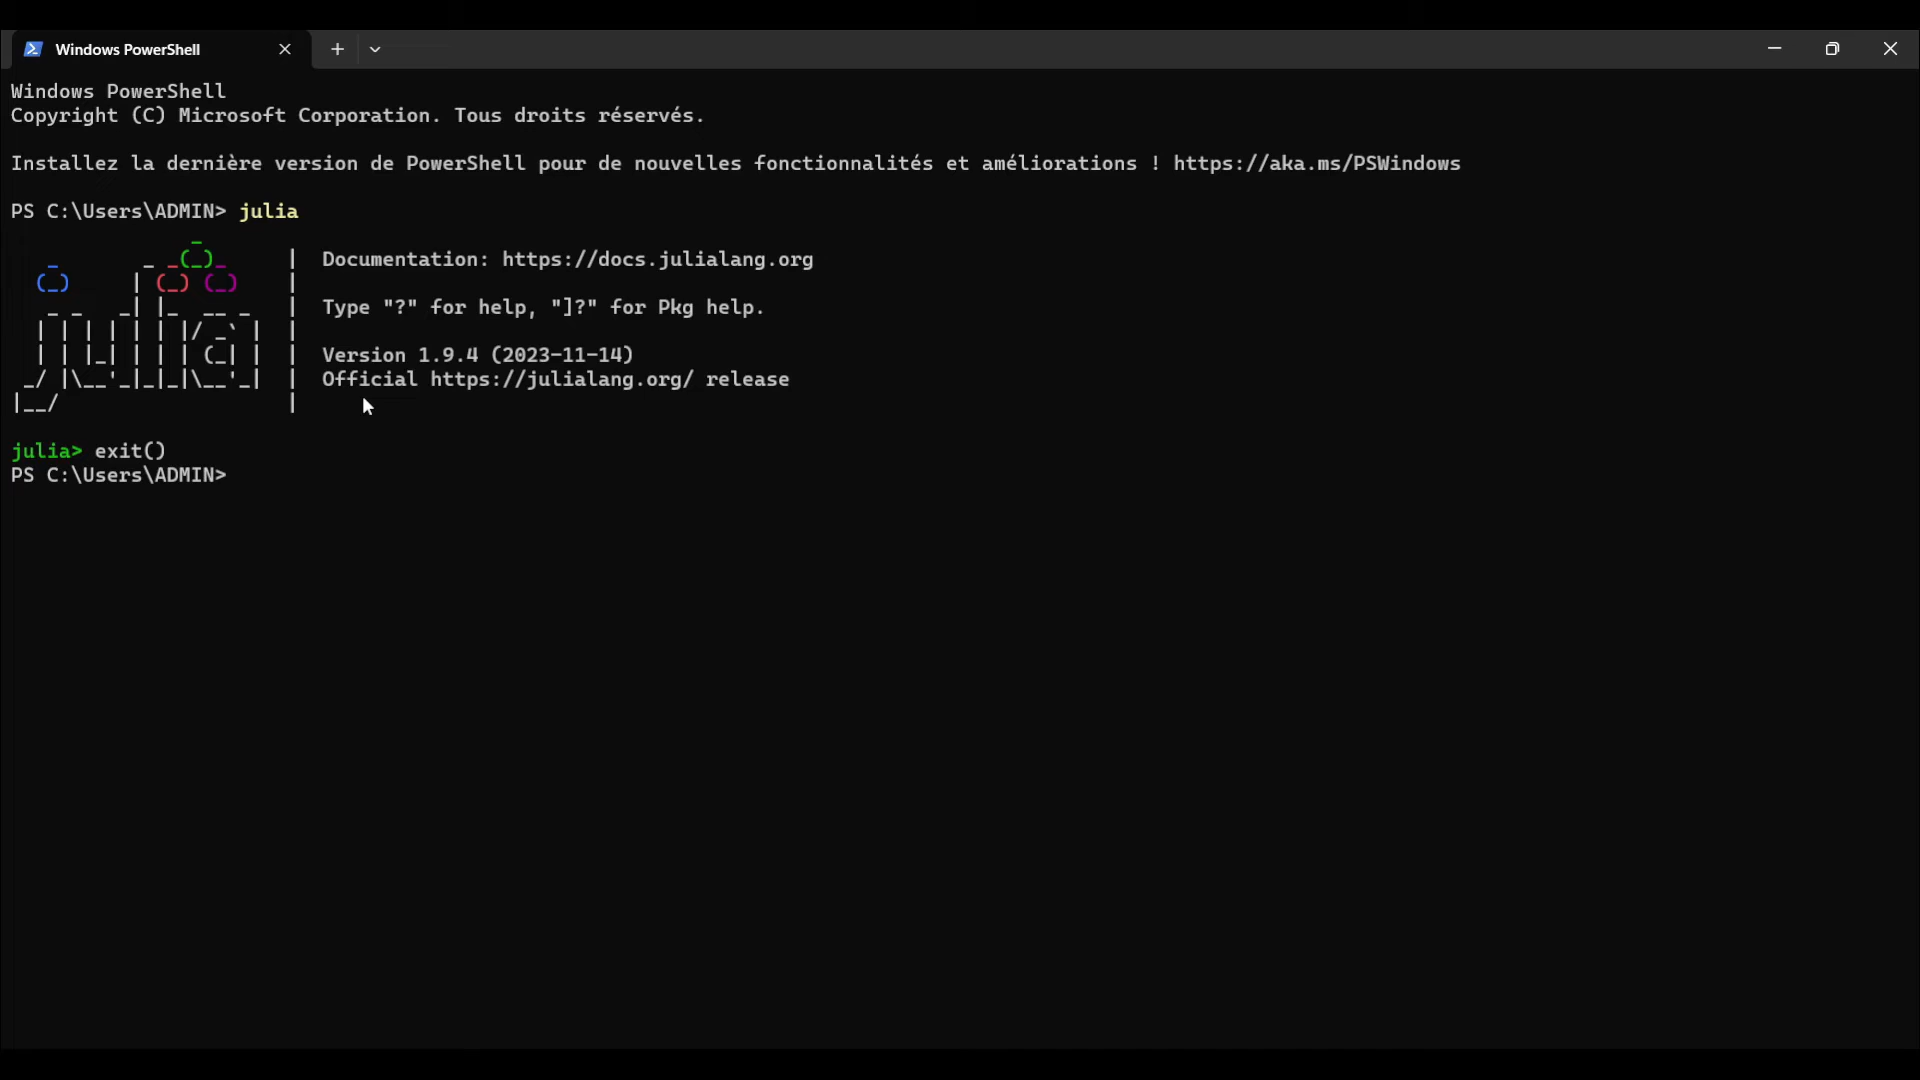 Windows PowerShell
Windows PowerShell
Copyright (C) Microsoft Corporation. Tous droits réservés.
Installez la dernière version de PowerShell pour de nouvelles fonctionnalités et améliorations ! https://aka.ms/PSWindows
PS C:\Users\ADMIN> julia
Documentation: https://docs.julialang.org
Type "?" for help, "]?" for Pkg help.
Version 1.9.4 (2023-11-14)
Official https://julialang.org/ release
julia> exit()
PS C:\Users\ADMIN>